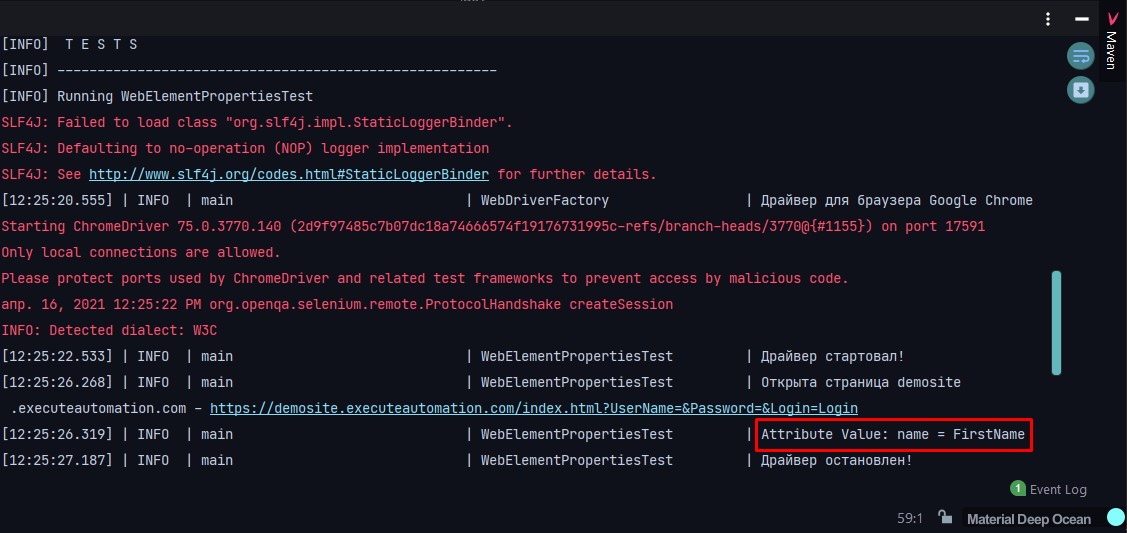 [INFO]  T E S T S
[INFO] -------------------------------------------------------
[INFO] Running WebElementPropertiesTest
SLF4J: Failed to load class "org.slf4j.impl.StaticLoggerBinder".
SLF4J: Defaulting to no-operation (NOP) logger implementation
SLF4J: See http://www.slf4j.org/codes.html#StaticLoggerBinder for further details.
[12:25:20.555] | INFO  | main | WebDriverFactory | Драйвер для браузера Google Chrome
Starting ChromeDriver 75.0.3770.140 (2d9f97485c7b07dc18a74666574f19176731995c-refs/branch-heads/3770@{#1155}) on port 17591
Only local connections are allowed.
Please protect ports used by ChromeDriver and related test frameworks to prevent access by malicious code.
апр. 16, 2021 12:25:22 PM org.openqa.selenium.remote.ProtocolHandshake createSession
INFO: Detected dialect: W3C
[12:25:22.533] | INFO  | main | WebElementPropertiesTest | Драйвер стартовал!
[12:25:26.268] | INFO  | main | WebElementPropertiesTest | Открыта страница demosite
.executeautomation.com - https://demosite.executeautomation.com/index.html?UserName=&Password=&Login=Login
[12:25:26.319] | INFO  | main | WebElementPropertiesTest | Attribute Value: name = FirstName
[12:25:27.187] | INFO  | main | WebElementPropertiesTest | Драйвер остановлен!
Maven
1 Event Log
59:1 Material Deep Ocean